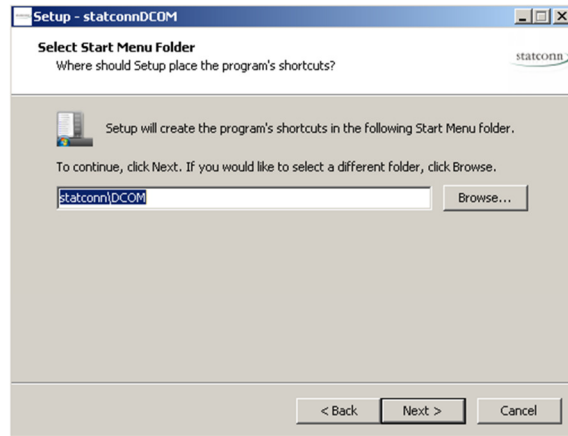 Setup - statconnDCOM
Select Start Menu Folder
Where should Setup place the program's shortcuts?
statconn
Setup will create the program's shortcuts in the following Start Menu folder.
To continue, click Next. If you would like to select a different folder, click Browse.
statconn\DCOM
Browse...
< Back
Next >
Cancel